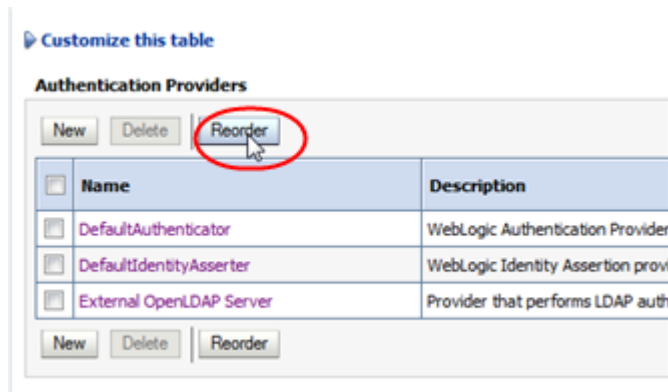 Customize this table
Authentication Providers
New Delete Reorder
Name Description
DefaultAuthenticator WebLogic Authentication Provider
DefaultIdentityAsserter WebLogic Identity Assertion provi
External OpenLDAP Server Provider that performs LDAP auth
New Delete Reorder